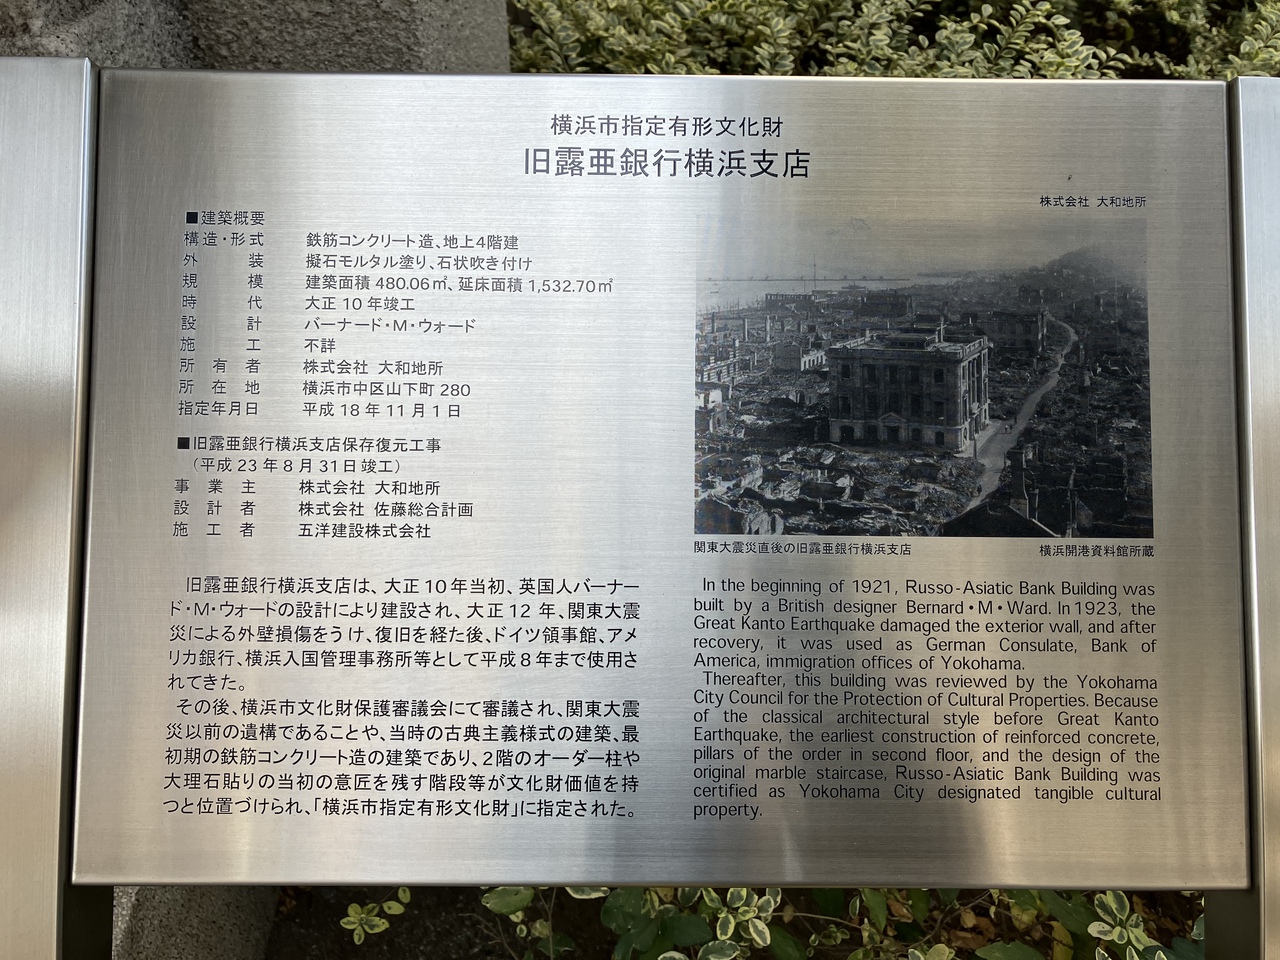 横浜市指定有形文化財
旧露亜銀行横浜支店
株式会社 大和地所
■建築概要
構造・形式 鉄筋コンクリート造、地上4階建
外装 擬石モルタル塗り、石状吹き付け
規模 建築面積 480.06㎡、延床面積 1,532.70㎡
時代 大正 10 年竣工
設計 バーナード・M・ウォード
施工 不詳
所有者 株式会社 大和地所
所在地 横浜市中区山下町 280
指定年月日 平成 18 年 11 月 1 日
■旧露亜銀行横浜支店保存復元工事
（平成 23 年 8 月 31 日竣工）
事業主 株式会社 大和地所
設計者 株式会社 佐藤総合計画
施工者 五洋建設株式会社
関東大震災直後の旧露亜銀行横浜支店
横浜開港資料館所蔵
旧露亜銀行横浜支店は、大正 10 年当初、英国人バーナー
ド・M・ウォードの設計により建設され、大正 12 年、関東大震
災による外壁損傷をうけ、復旧を経た後、ドイツ領事館、アメ
リカ銀行、横浜入国管理事務所等として平成 8 年まで使用さ
れてきた。
その後、横浜市文化財保護審議会にて審議され、関東大震
災以前の遺構であることや、当時の古典主義様式の建築、最
初期の鉄筋コンクリート造の建築であり、2階のオーダー柱や
大理石貼りの当初の意匠を残す階段等が文化財価値を持
つと位置づけられ、「横浜市指定有形文化財」に指定された。
In the beginning of 1921, Russo-Asiatic Bank Building was
built by a British designer Bernard・M・Ward. In 1923, the
Great Kanto Earthquake damaged the exterior wall, and after
recovery, it was used as German Consulate, Bank of
America, immigration offices of Yokohama.
Thereafter, this building was reviewed by the Yokohama
City Council for the Protection of Cultural Properties. Because
of the classical architectural style before Great Kanto
Earthquake, the earliest construction of reinforced concrete,
pillars of the order in second floor, and the design of the
original marble staircase, Russo-Asiatic Bank Building was
certified as Yokohama City designated tangible cultural
property.